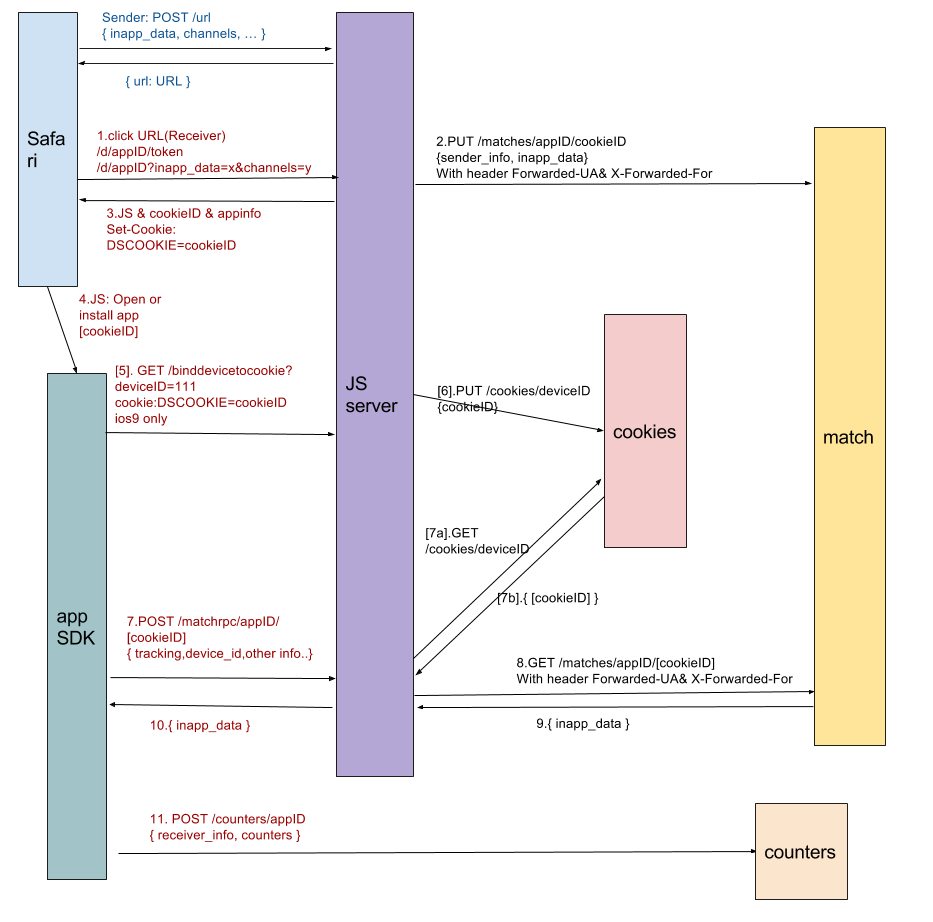 Sender: POST /url
{ inapp_data, channels, … }
{ url: URL }
Safa
ri
1.click URL(Receiver)
/d/appID/token
/d/appID?inapp_data=x&channels=y
2.PUT /matches/appID/cookieID
{sender_info, inapp_data}
With header Forwarded-UA& X-Forwarded-For
3.JS & cookieID & appinfo
Set-Cookie:
DSCOOKIE=cookieID
4.JS: Open or
install app
[cookieID]
[5]. GET /binddevicetocookie?
deviceID=111
cookie:DSCOOKIE=cookieID
ios9 only
JS
server
[6].PUT /cookies/deviceID
{cookieID}
cookies
match
[7a].GET
/cookies/deviceID
[7b].{ [cookieID] }
app
SDK
7.POST /matchrpc/appID/
[cookieID]
{ tracking,device_id,other info..}
8.GET /matches/appID/[cookieID]
With header Forwarded-UA& X-Forwarded-For
10.{ inapp_data }
9.{ inapp_data }
11. POST /counters/appID
{ receiver_info, counters }
counters